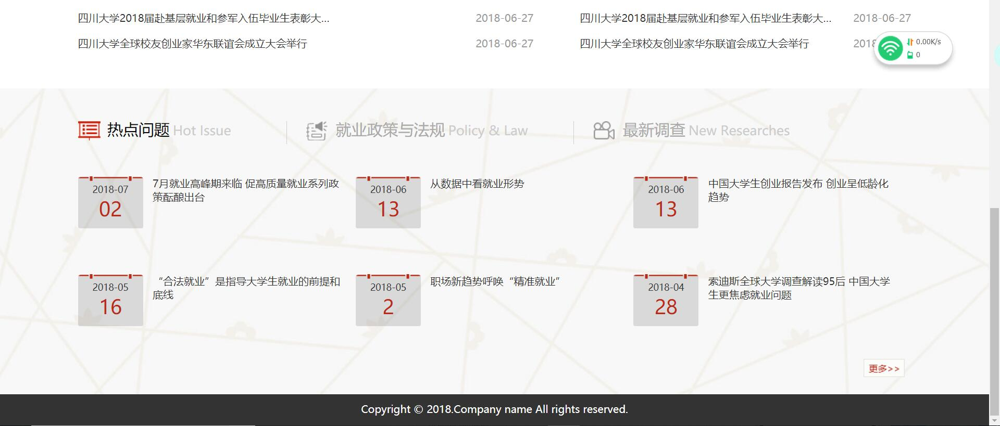 四川大学2018届赴基层就业和参军入伍毕业生表彰大... 2018-06-27 四川大学2018届赴基层就业和参军入伍毕业生表彰大... 2018-06-27
四川大学全球校友创业家华东联谊会成立大会举行 2018-06-27 四川大学全球校友创业家华东联谊会成立大会举行 2018
0.00K/s
0
热点问题 Hot Issue 就业政策与法规 Policy & Law 最新调查 New Researches
2018-07
02
7月就业高峰期来临 促高质量就业系列政
策酝酿出台
2018-06
13
从数据中看就业形势
2018-06
13
中国大学生创业报告发布 创业呈低龄化
趋势
2018-05
16
“合法就业”是指导大学生就业的前提和
底线
2018-05
2
职场新趋势呼唤“精准就业”
2018-04
28
索迪斯全球大学调查解读95后 中国大学
生更焦虑就业问题
更多>>
Copyright © 2018.Company name All rights reserved.